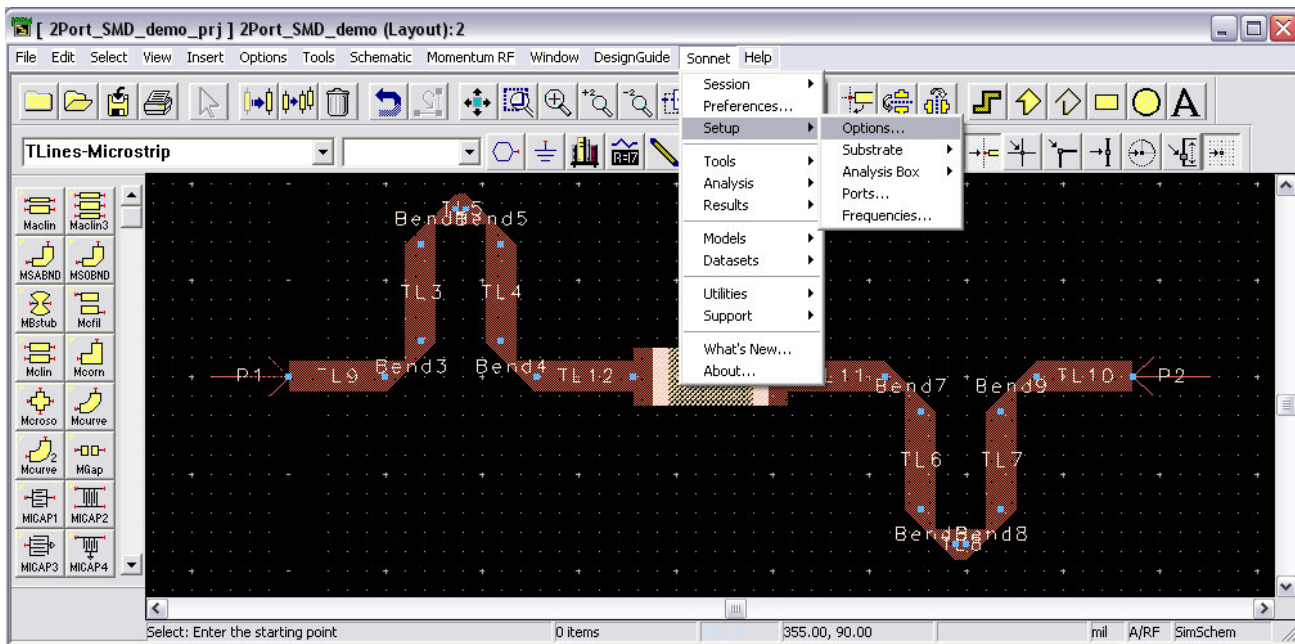 [ 2Port_SMD_demo_prj ] 2Port_SMD_demo (Layout):2
File Edit Select View Insert Options Tools Schematic Momentum RF Window DesignGuide Sonnet Help
Session
Preferences...
Setup
Options...
Substrate
Analysis Box
Ports...
Frequencies...
Tools
Analysis
Results
Models
Datasets
Utilities
Support
What's New...
About...
+2 -2
A
TLines-Microstrip
Maclin Maclin3
MSABND MSOBND
MBstub Mcfil
Mclin Mcorn
Mcroso Mcurve
Mcurve MGap
MICAP1 MICAP2
MICAP3 MICAP4
Bend5
TL3 TL4
P1 TL9 Bend3 Bend4 TL12
Bend7 Bend9 TL10 P2
TL6 TL7
Bend8
Select: Enter the starting point 0 items 355.00, 90.00 mil A/RF SimSchem